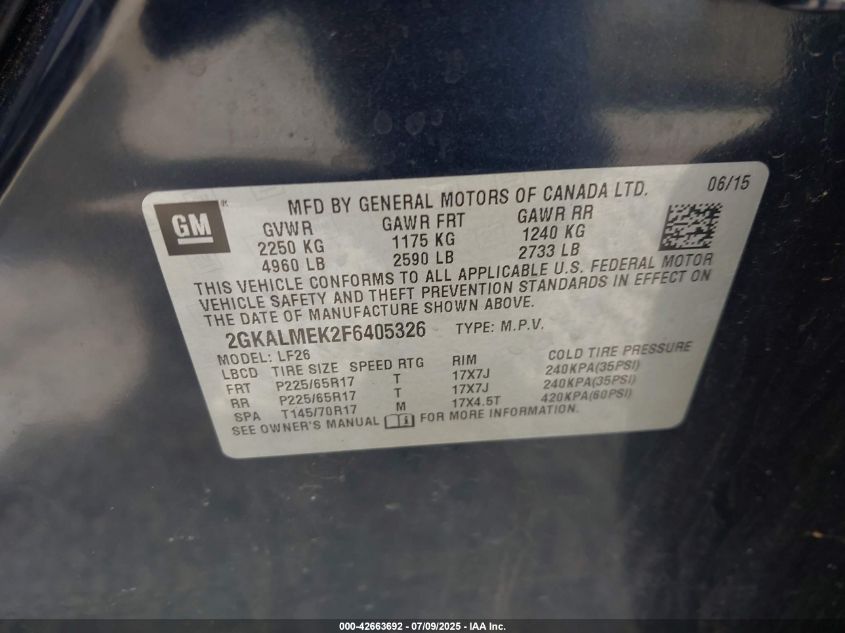 GM ® MFD BY GENERAL MOTORS OF CANADA LTD. 06/15
GVWR GAWR FRT GAWR RR
2250 KG 1175 KG 1240 KG
4960 LB 2590 LB 2733 LB
THIS VEHICLE CONFORMS TO ALL APPLICABLE U.S. FEDERAL MOTOR
VEHICLE SAFETY AND THEFT PREVENTION STANDARDS IN EFFECT ON
THE DATE OF MANUFACTURE SHOWN ABOVE.
2GKALMEK2F6405326 TYPE: M.P.V.
MODEL: LF26
LBCD TIRE SIZE SPEED RTG RIM COLD TIRE PRESSURE
FRT P225/65R17 T 17X7J 240KPA(35PSI)
RR P225/65R17 T 17X7J 240KPA(35PSI)
SPA T145/70R17 M 17X4.5T 420KPA(60PSI)
SEE OWNER'S MANUAL FOR MORE INFORMATION.
000-42663692 - 07/09/2025 - IAA Inc.